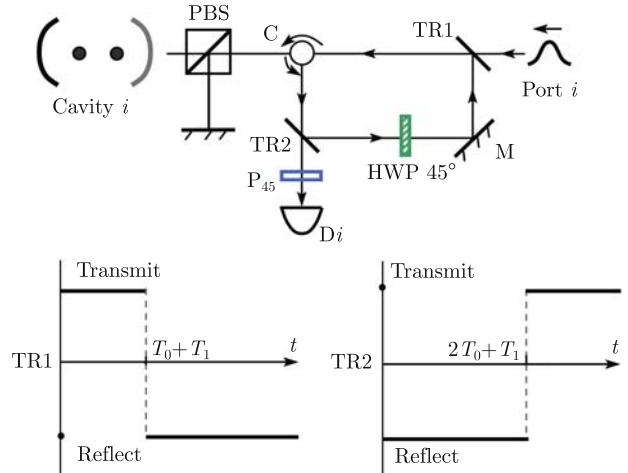 PBS
C
TR1
Cavity i
Port i
TR2
M
HWP 45°
P₄₅
Di
Transmit
Transmit
TR1
T₀+T₁
t
TR2
2T₀+T₁
t
Reflect
Reflect